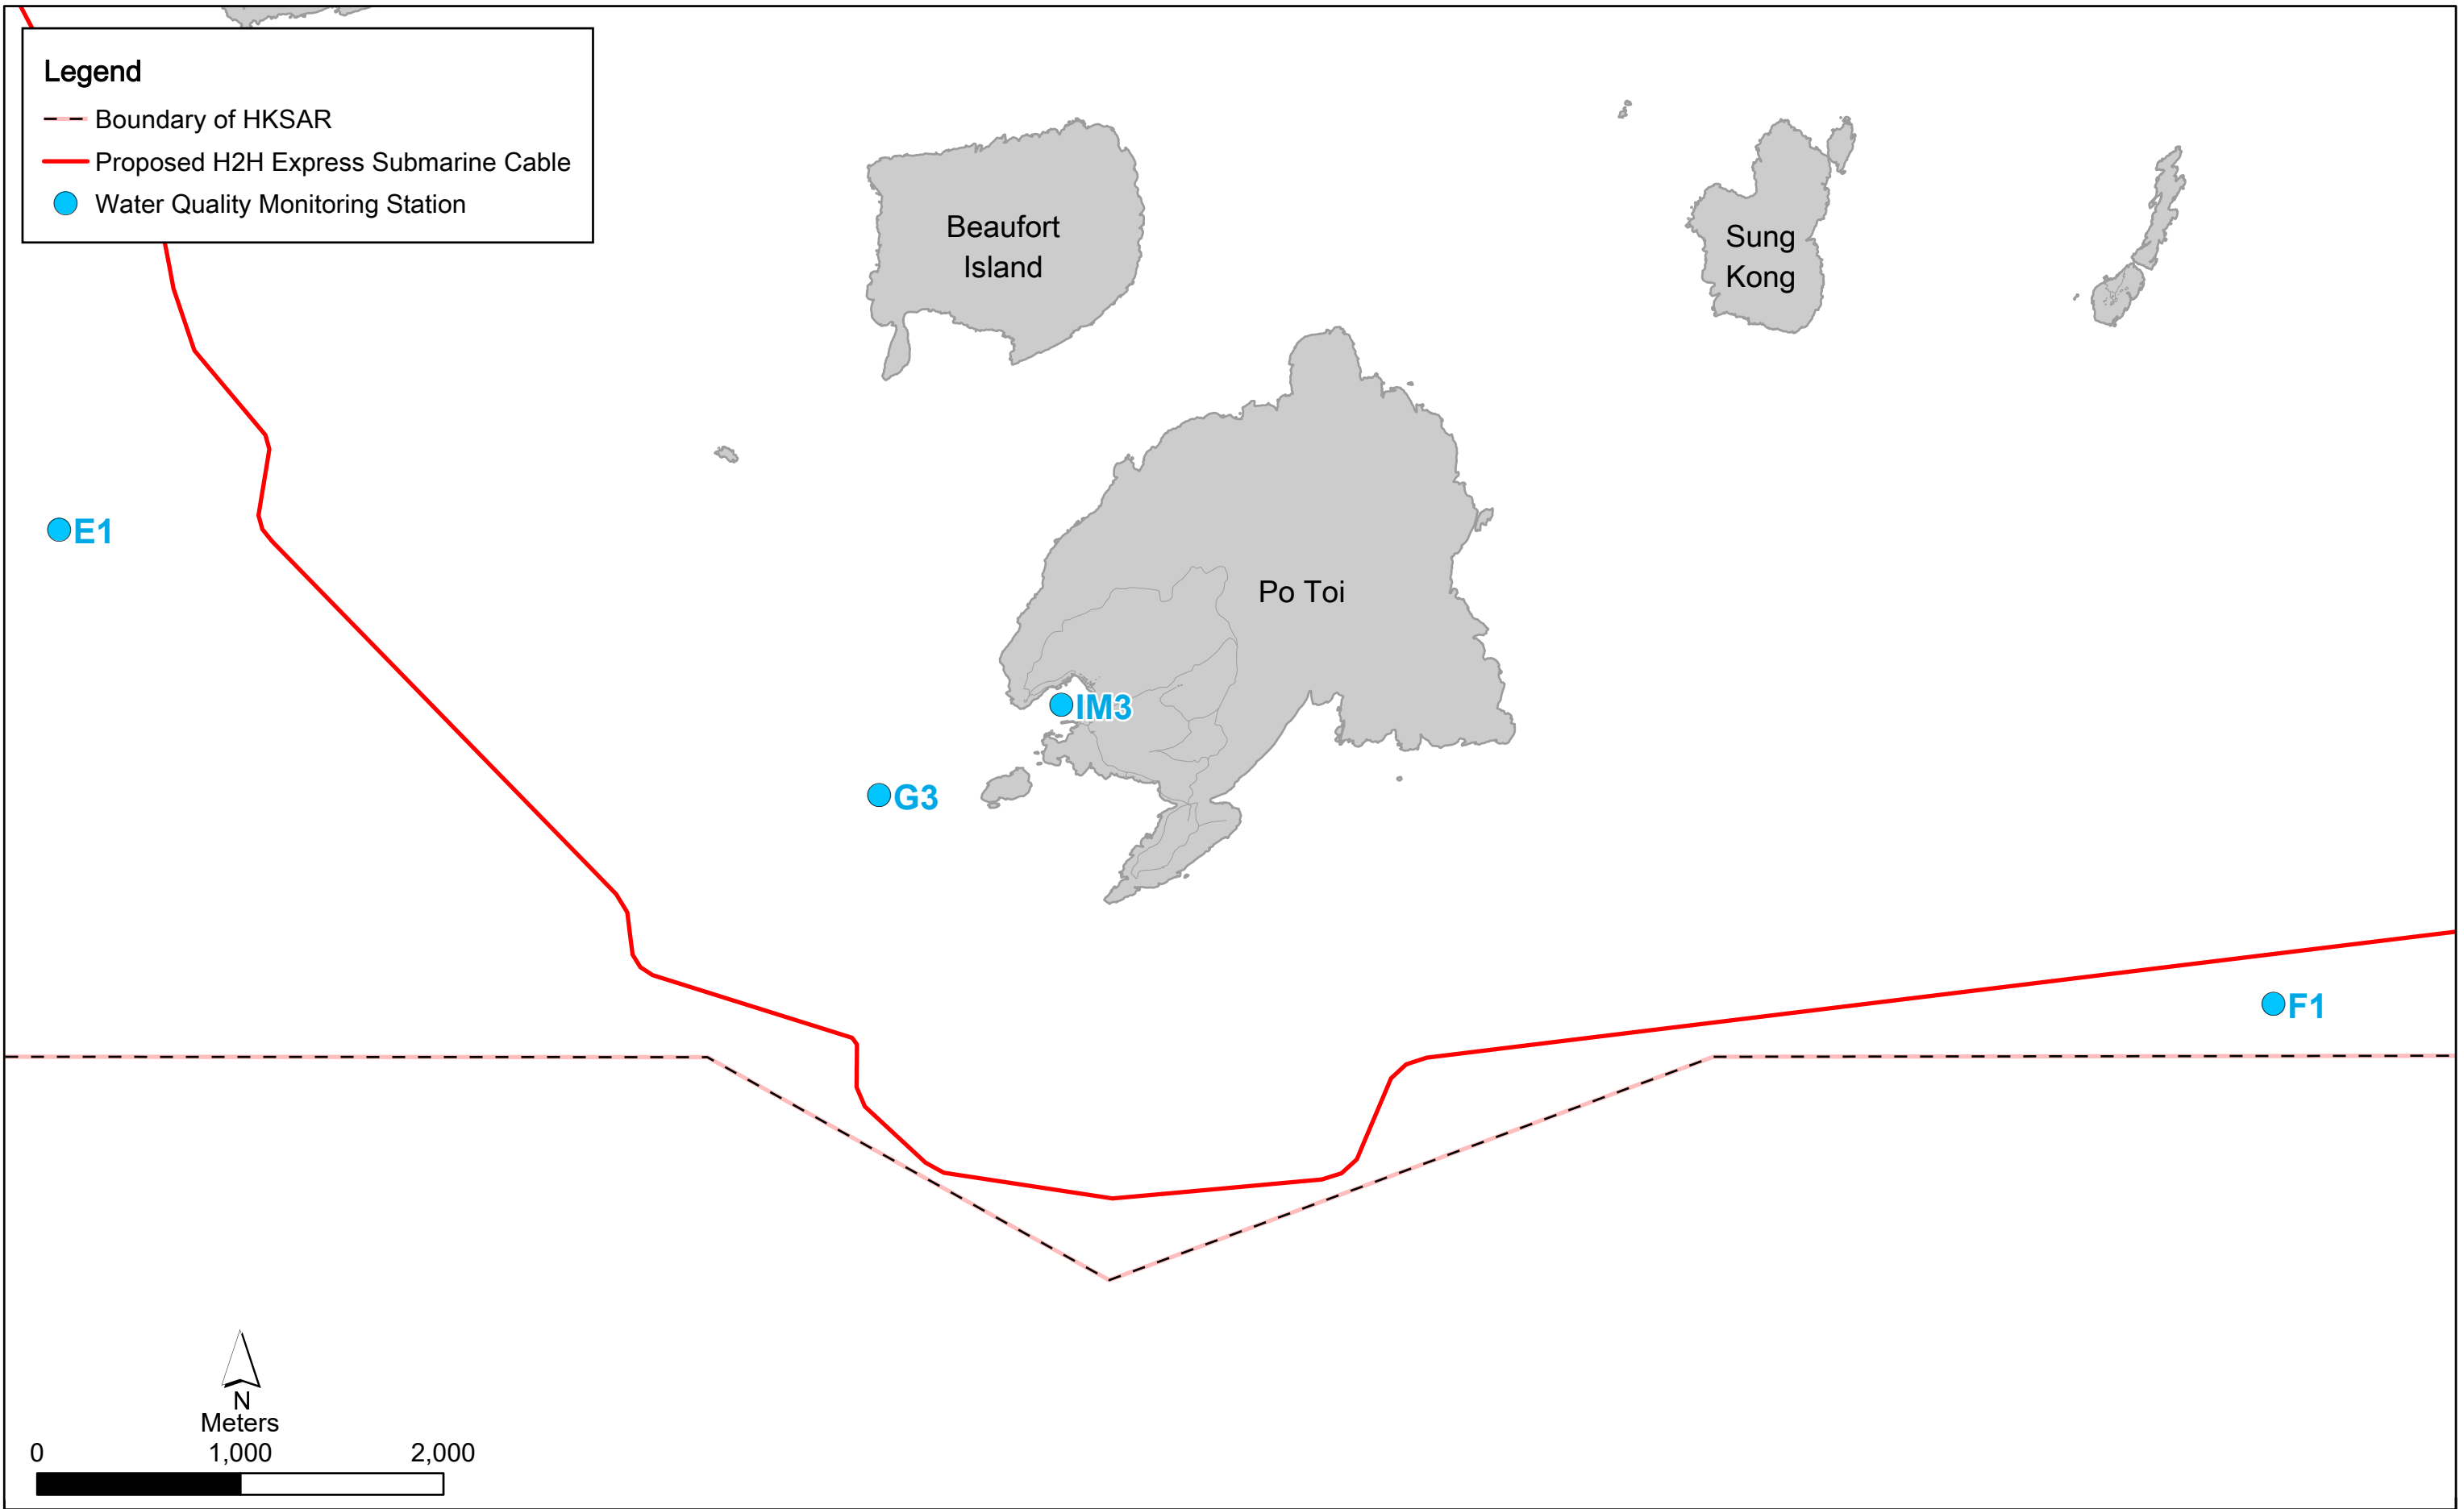 Legend
Boundary of HKSAR
Proposed H2H Express Submarine Cable
Water Quality Monitoring Station
Beaufort
Island
Sung
Kong
E1
Po Toi
IM3
G3
F1
N
Meters
0 1,000 2,000